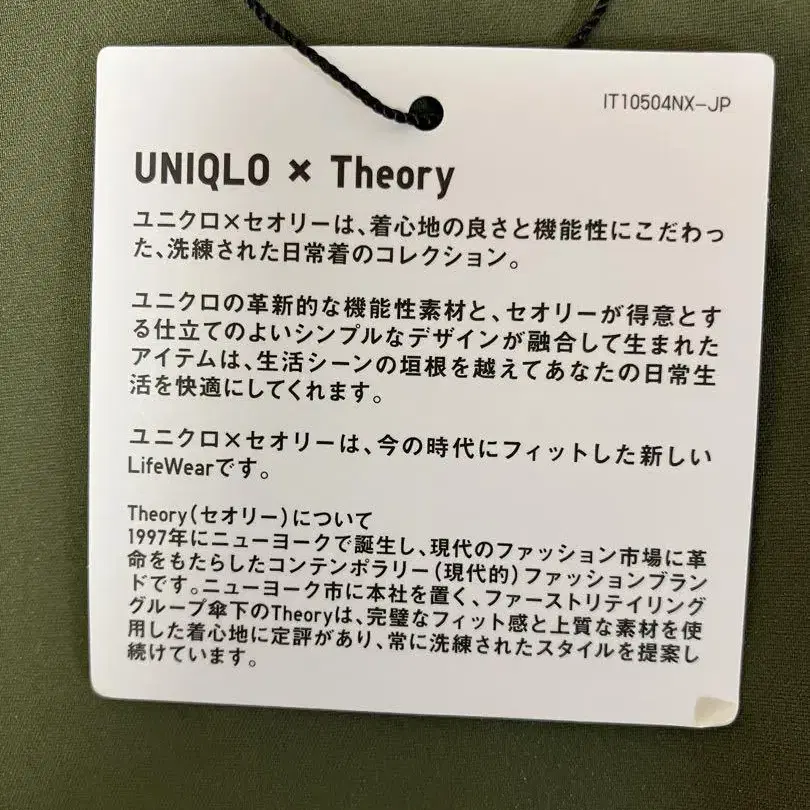 IT10504NX-JP
UNIQLO × Theory
ユニクロ×セオリーは、着心地の良さと機能性にこだわっ
た、洗練された日常着のコレクション。
ユニクロの革新的な機能性素材と、セオリーが得意とす
る仕立てのよいシンプルなデザインが融合して生まれた
アイテムは、生活シーンの垣根を越えてあなたの日常生
活を快適にしてくれます。
ユニクロ×セオリーは、今の時代にフィットした新しい
LifeWearです。
Theory(セオリー)について
1997年にニューヨークで誕生し、現代のファッション市場に革
命をもたらしたコンテンポラリー(現代的)ファッションブラン
ドです。ニューヨーク市に本社を置く、ファーストリテイリング
グループ傘下のTheoryは、完璧なフィット感と上質な素材を使
用した着心地に定評があり、常に洗練されたスタイルを提案し
続けています。